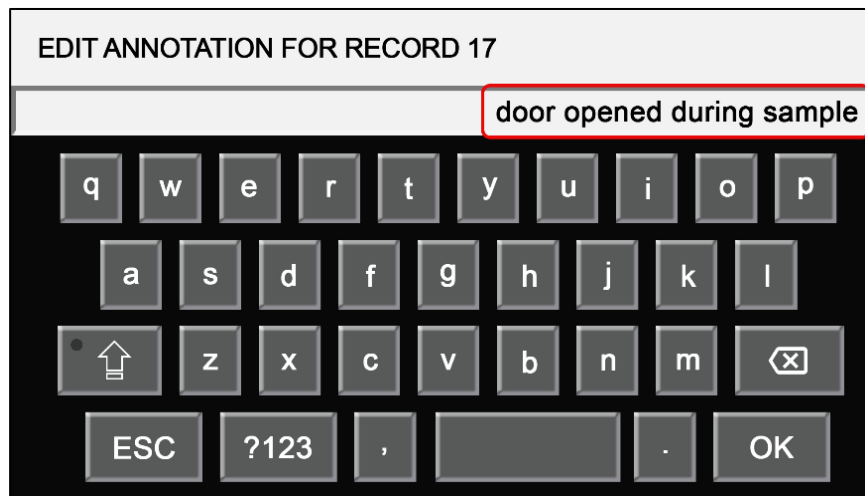 EDIT ANNOTATION FOR RECORD 17
door opened during sample
q w e r t y u i o p
a s d f g h j k l
z x c v b n m
ESC ?123 , . OK